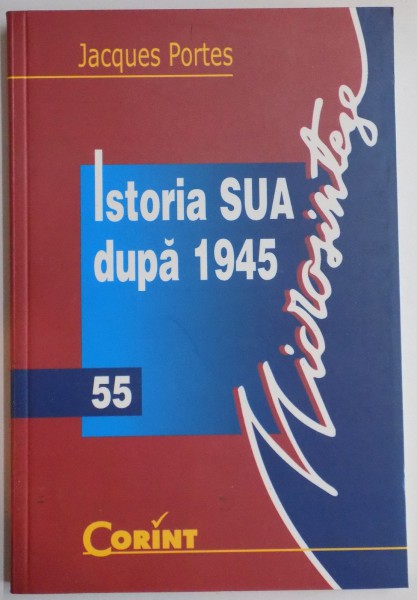 Jacques Portes
Istoria SUA
după 1945
Microsinteze
55
CORINT